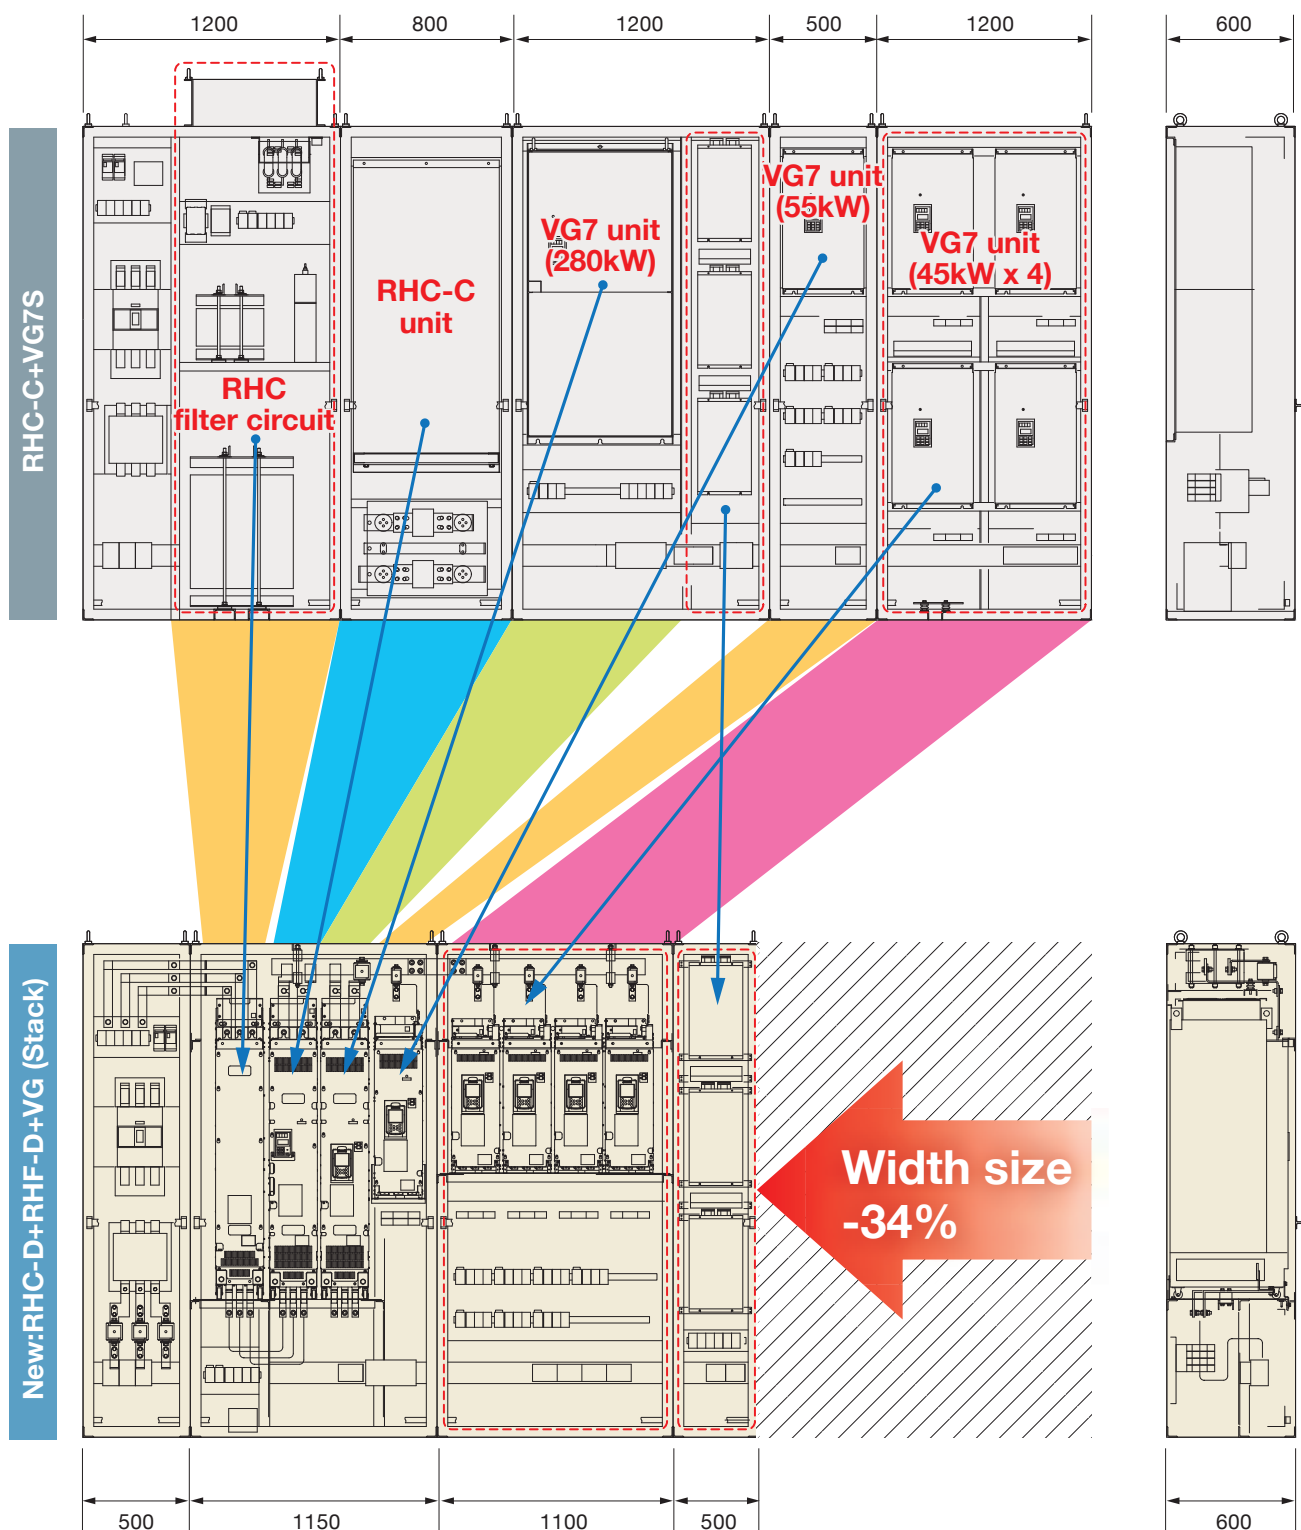 1200
800
1200
500
1200
600
RHC-C+VG7S
VG7 unit
(55kW)
VG7 unit
(280kW)
VG7 unit
(45kW x 4)
RHC-C
unit
RHC
filter circuit
New:RHC-D+RHF-D+VG (Stack)
Width size
-34%
500
1150
1100
500
600